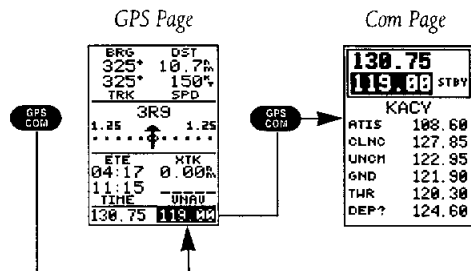 GPS Page
Com Page
BRG DST
325° 10.7
325° 150
TRK SPD
3R9
1.25 1.25
ETE XTK
04:17 0.00
11:15 _____
TIME VNAV
130.75 119.00
GPS
COM
GPS
COM
130.75
119.00 STBY
KACY
ATIS 108.60
CLNC 127.85
UNCM 122.95
GND 121.90
TWR 120.30
DEP? 124.60